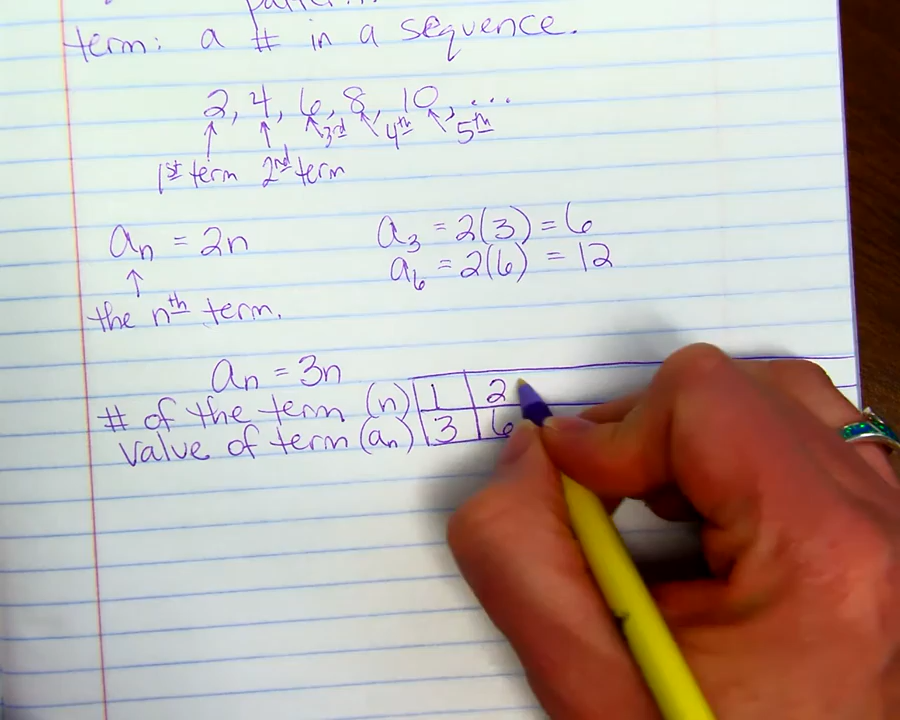 term: a # in a sequence.
2, 4, 6, 8, 10, ...
3rd 4th 5th
1st term 2nd term
an = 2n a3 = 2(3) = 6
a6 = 2(6) = 12
the nth term.
an = 3n
# of the term (n) 1 2
value of term (an) 3 6